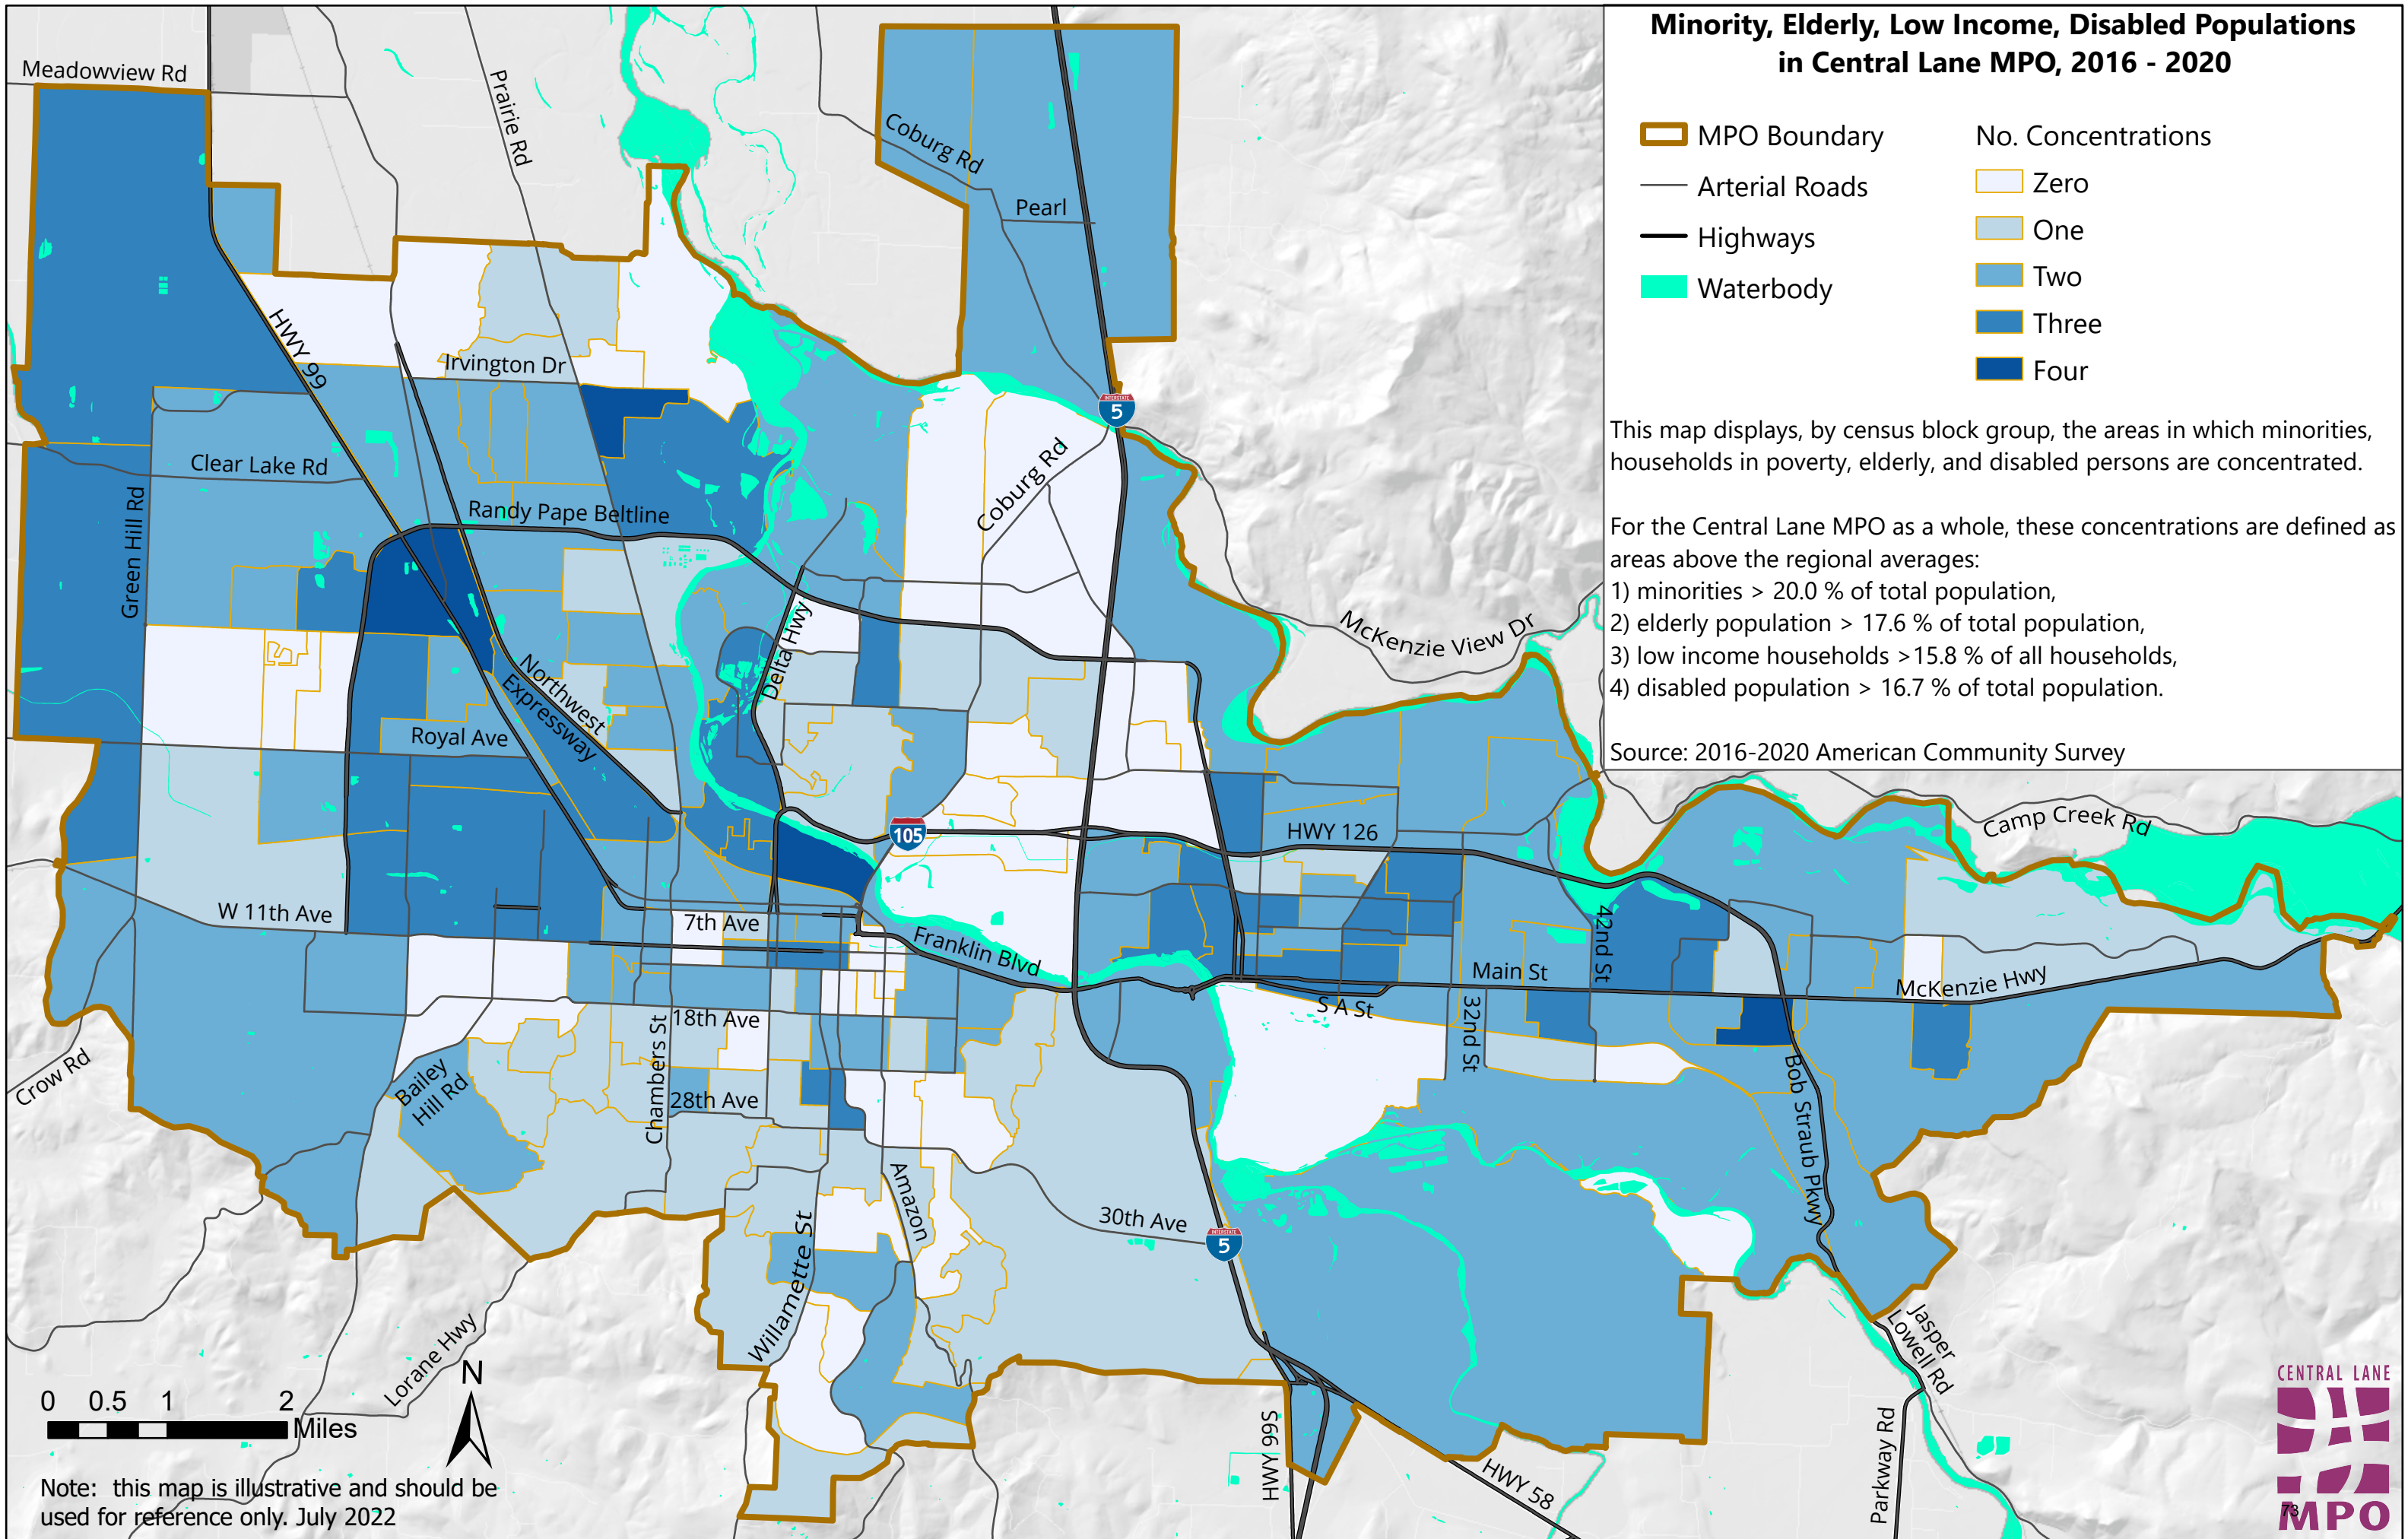 Minority, Elderly, Low Income, Disabled Populations
in Central Lane MPO, 2016 - 2020
MPO Boundary
Arterial Roads
Highways
Waterbody
No. Concentrations
Zero
One
Two
Three
Four
This map displays, by census block group, the areas in which minorities,
households in poverty, elderly, and disabled persons are concentrated.
For the Central Lane MPO as a whole, these concentrations are defined as
areas above the regional averages:
1) minorities > 20.0 % of total population,
2) elderly population > 17.6 % of total population,
3) low income households >15.8 % of all households,
4) disabled population > 16.7 % of total population.
Source: 2016-2020 American Community Survey
Meadowview Rd
Prairie Rd
Coburg Rd
Pearl
HWY 99
Irvington Dr
INTERSTATE
5
Clear Lake Rd
Green Hill Rd
Randy Pape Beltline
Coburg Rd
McKenzie View Dr
Delta Hwy
Northwest
Expressway
Royal Ave
105
HWY 126
Camp Creek Rd
W 11th Ave
7th Ave
Franklin Blvd
42nd St
Main St
McKenzie Hwy
S A St
32nd St
18th Ave
Chambers St
28th Ave
Bailey
Hill Rd
Crow Rd
Bob Straub Pkwy
Amazon
30th Ave
INTERSTATE
5
Willamette St
Lorane Hwy
Jasper
Lowell Rd
Parkway Rd
HWY 99S
HWY 58
N
0 0.5 1 2
Miles
Note: this map is illustrative and should be
used for reference only. July 2022
CENTRAL LANE
MPO
73